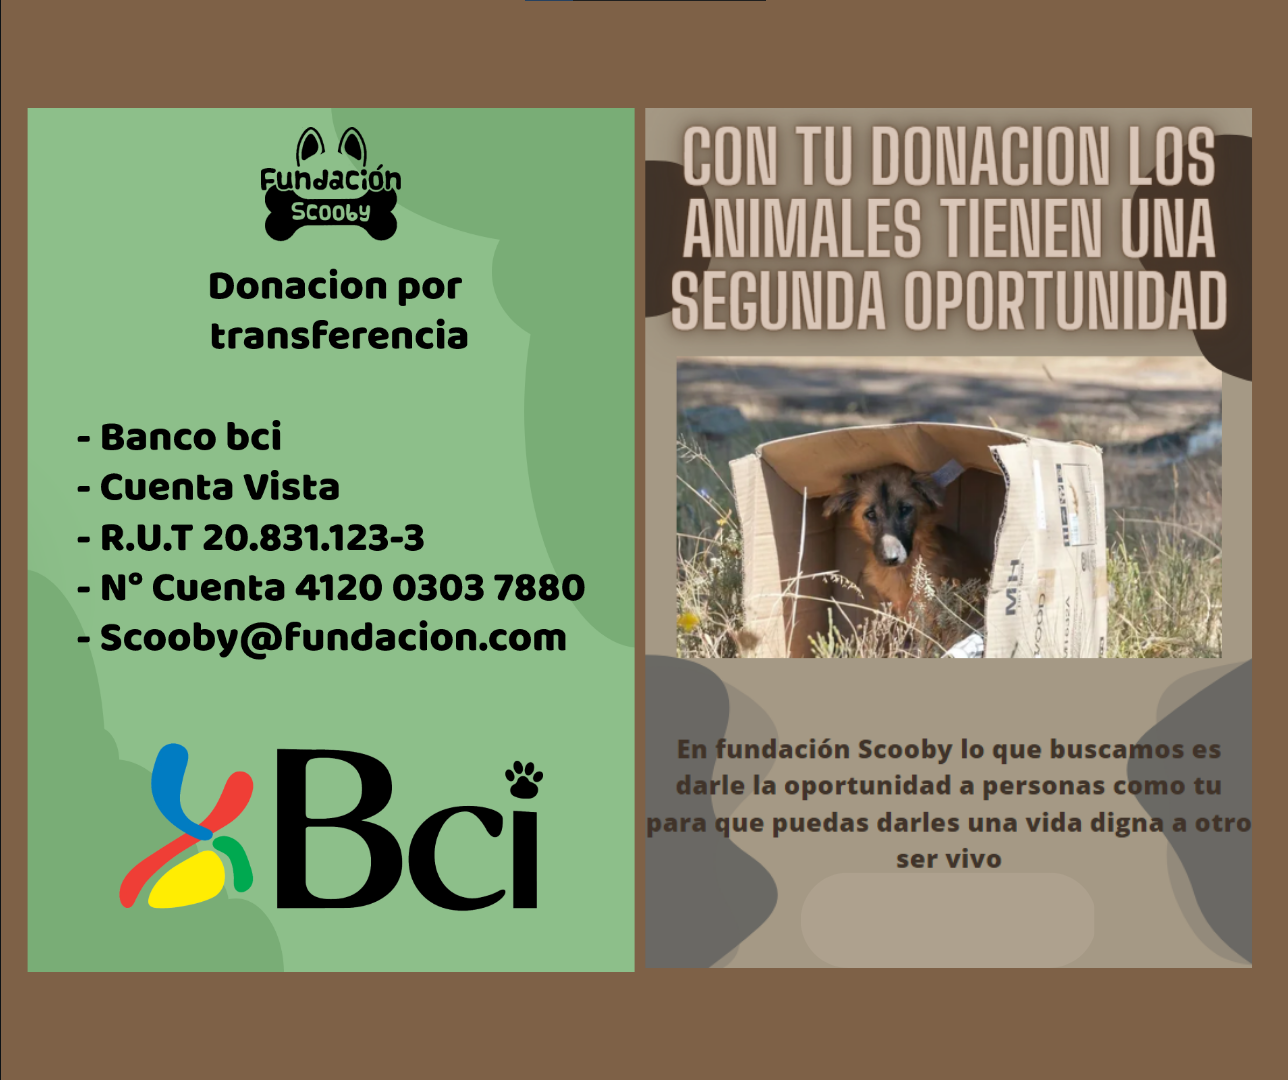 Fundación
Scooby
Donacion por
transferencia
- Banco bci
- Cuenta Vista
- R.U.T 20.831.123-3
- N° Cuenta 4120 0303 7880
- Scooby@fundacion.com
Bci
CON TU DONACION LOS
ANIMALES TIENEN UNA
SEGUNDA OPORTUNIDAD
MH
En fundación Scooby lo que buscamos es
darle la oportunidad a personas como tu
para que puedas darles una vida digna a otro
ser vivo